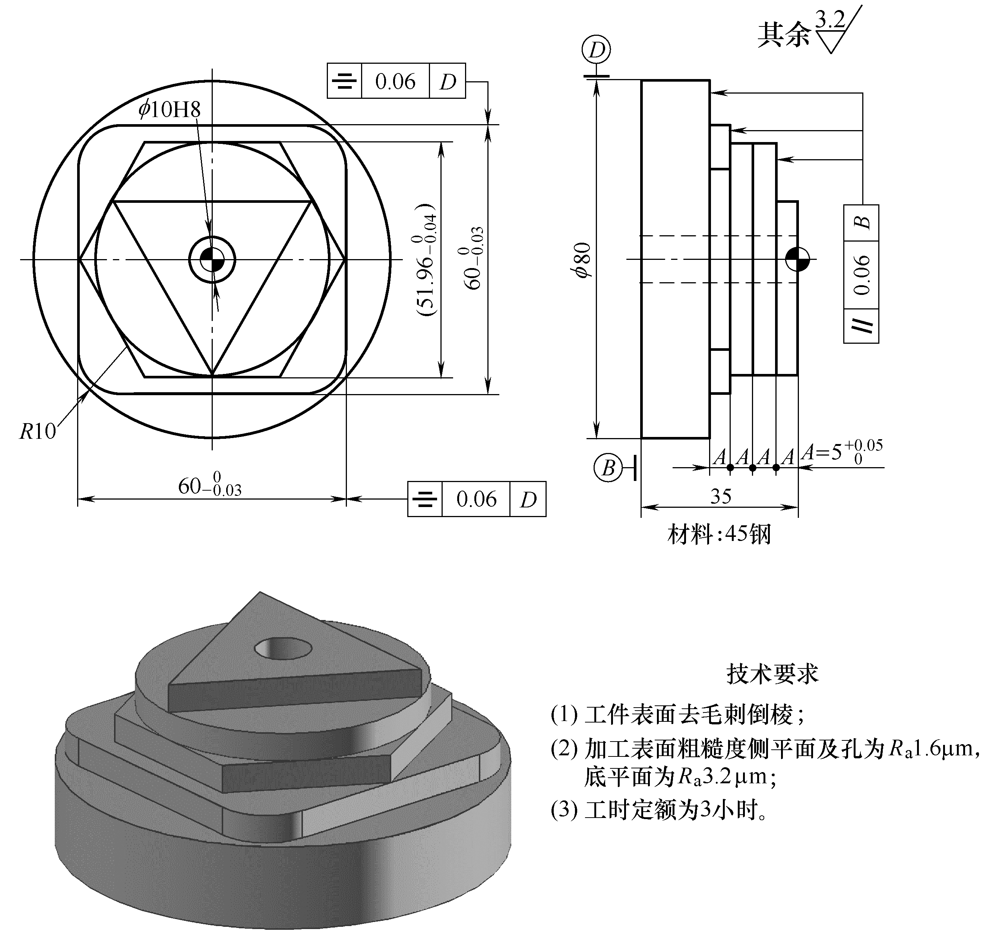 其余 3.2
D
0.06 D
ϕ10H8
(51.96 0 -0.04)
60 0 -0.03
ϕ80
B
0.06
R10
60 0 -0.03
0.06 D
B
A A A A A=5 +0.05 0
35
材料:45钢
技术要求
(1) 工件表面去毛刺倒棱;
(2) 加工表面粗糙度侧平面及孔为Ra1.6μm,
底平面为Ra3.2μm;
(3) 工时定额为3小时。